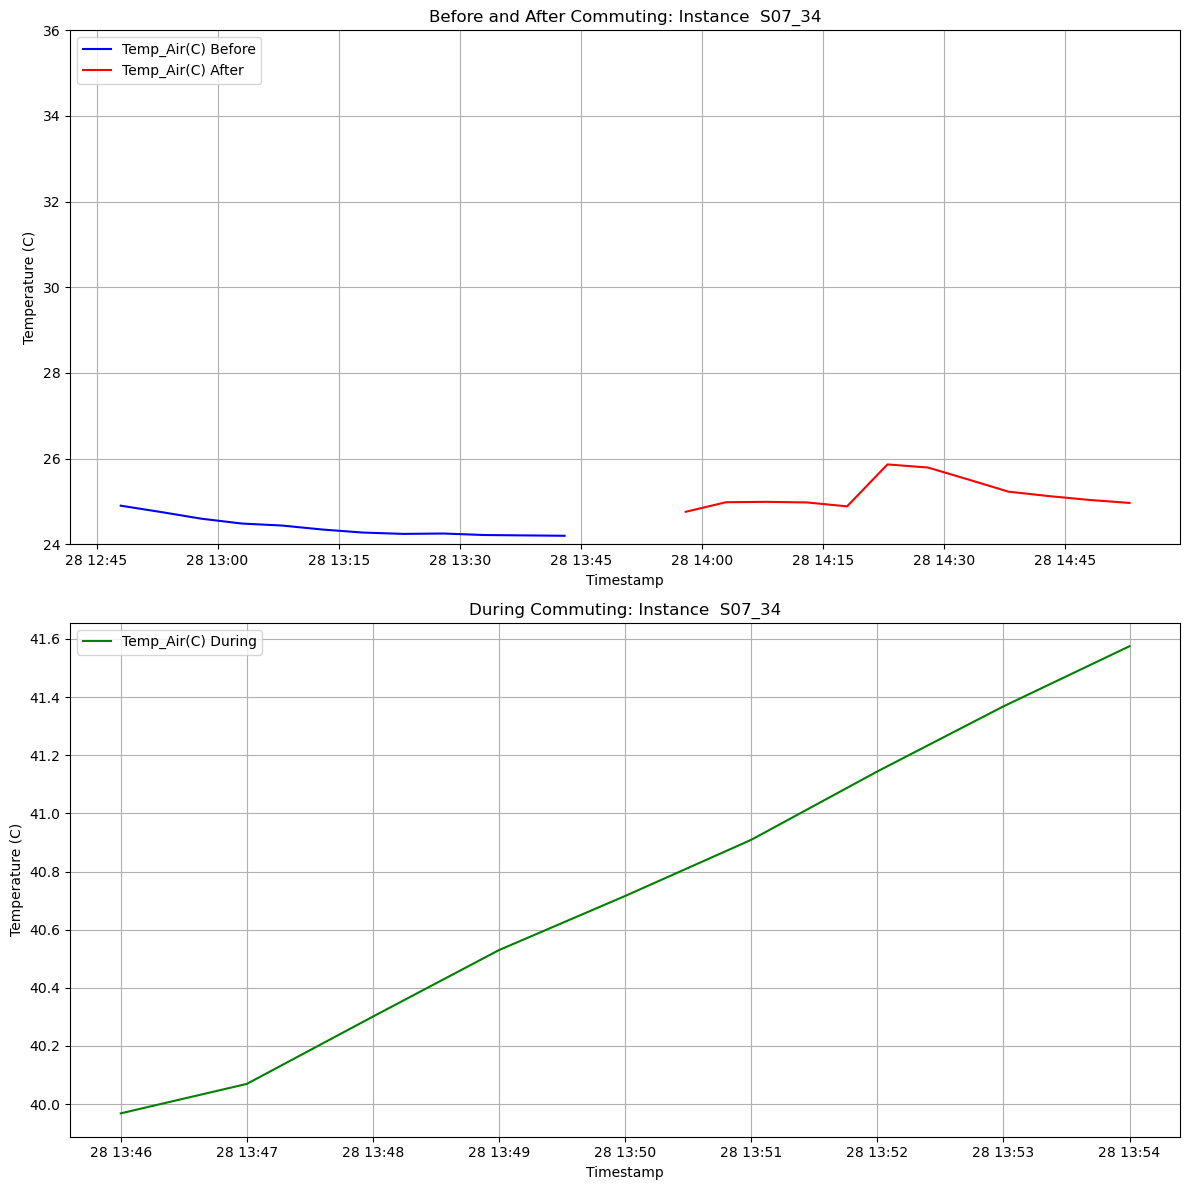 Before and After Commuting: Instance  S07_34
Temp_Air(C) Before
Temp_Air(C) After
Temperature (C)
36
34
32
30
28
26
24
28 12:45 28 13:00 28 13:15 28 13:30 28 13:45 28 14:00 28 14:15 28 14:30 28 14:45
Timestamp
During Commuting: Instance  S07_34
Temp_Air(C) During
Temperature (C)
41.6
41.4
41.2
41.0
40.8
40.6
40.4
40.2
40.0
28 13:46 28 13:47 28 13:48 28 13:49 28 13:50 28 13:51 28 13:52 28 13:53 28 13:54
Timestamp